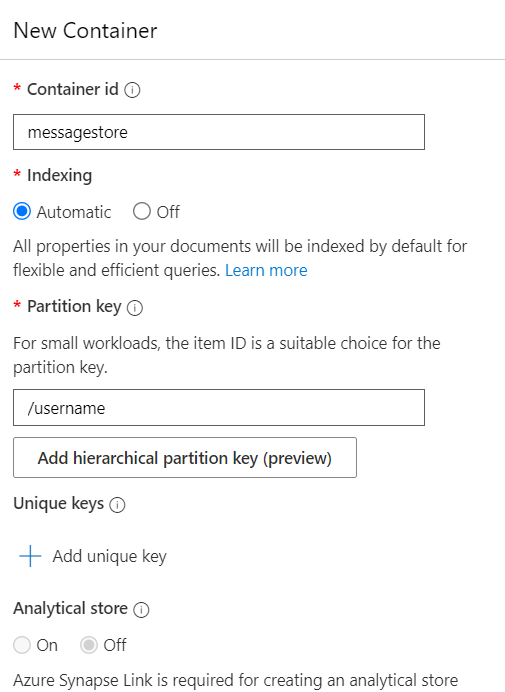 New Container
* Container id
messagestore
* Indexing
Automatic Off
All properties in your documents will be indexed by default for
flexible and efficient queries. Learn more
* Partition key
For small workloads, the item ID is a suitable choice for the
partition key.
/username
Add hierarchical partition key (preview)
Unique keys
Add unique key
Analytical store
On Off
Azure Synapse Link is required for creating an analytical store